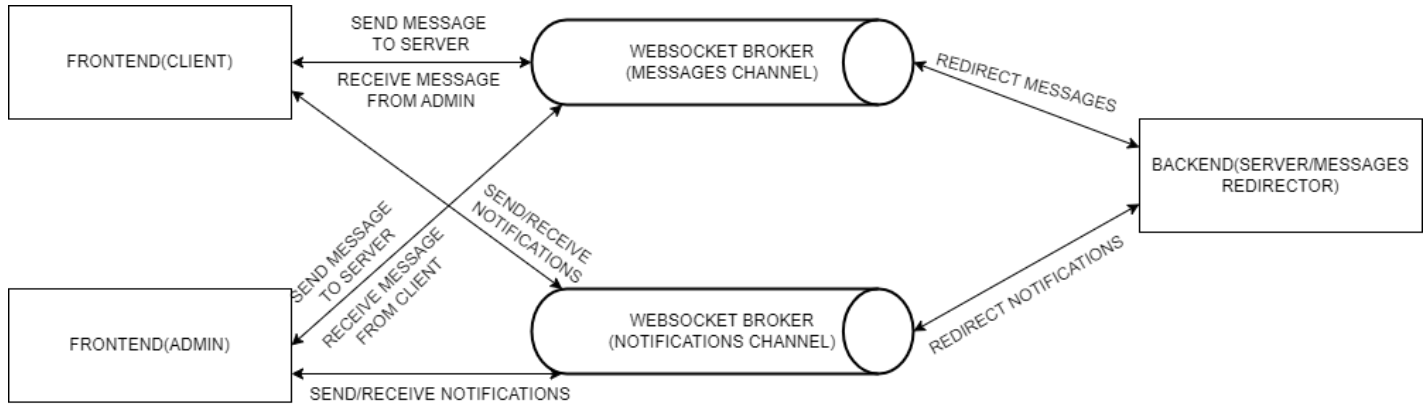 SEND MESSAGE
TO SERVER
FRONTEND(CLIENT)
RECEIVE MESSAGE
FROM ADMIN
WEBSOCKET BROKER
(MESSAGES CHANNEL)
REDIRECT MESSAGES
BACKEND(SERVER/MESSAGES
REDIRECTOR)
SEND/RECEIVE
NOTIFICATIONS
SEND MESSAGE
TO SERVER
RECEIVE MESSAGE
FROM CLIENT
REDIRECT NOTIFICATIONS
FRONTEND(ADMIN)
WEBSOCKET BROKER
(NOTIFICATIONS CHANNEL)
SEND/RECEIVE NOTIFICATIONS